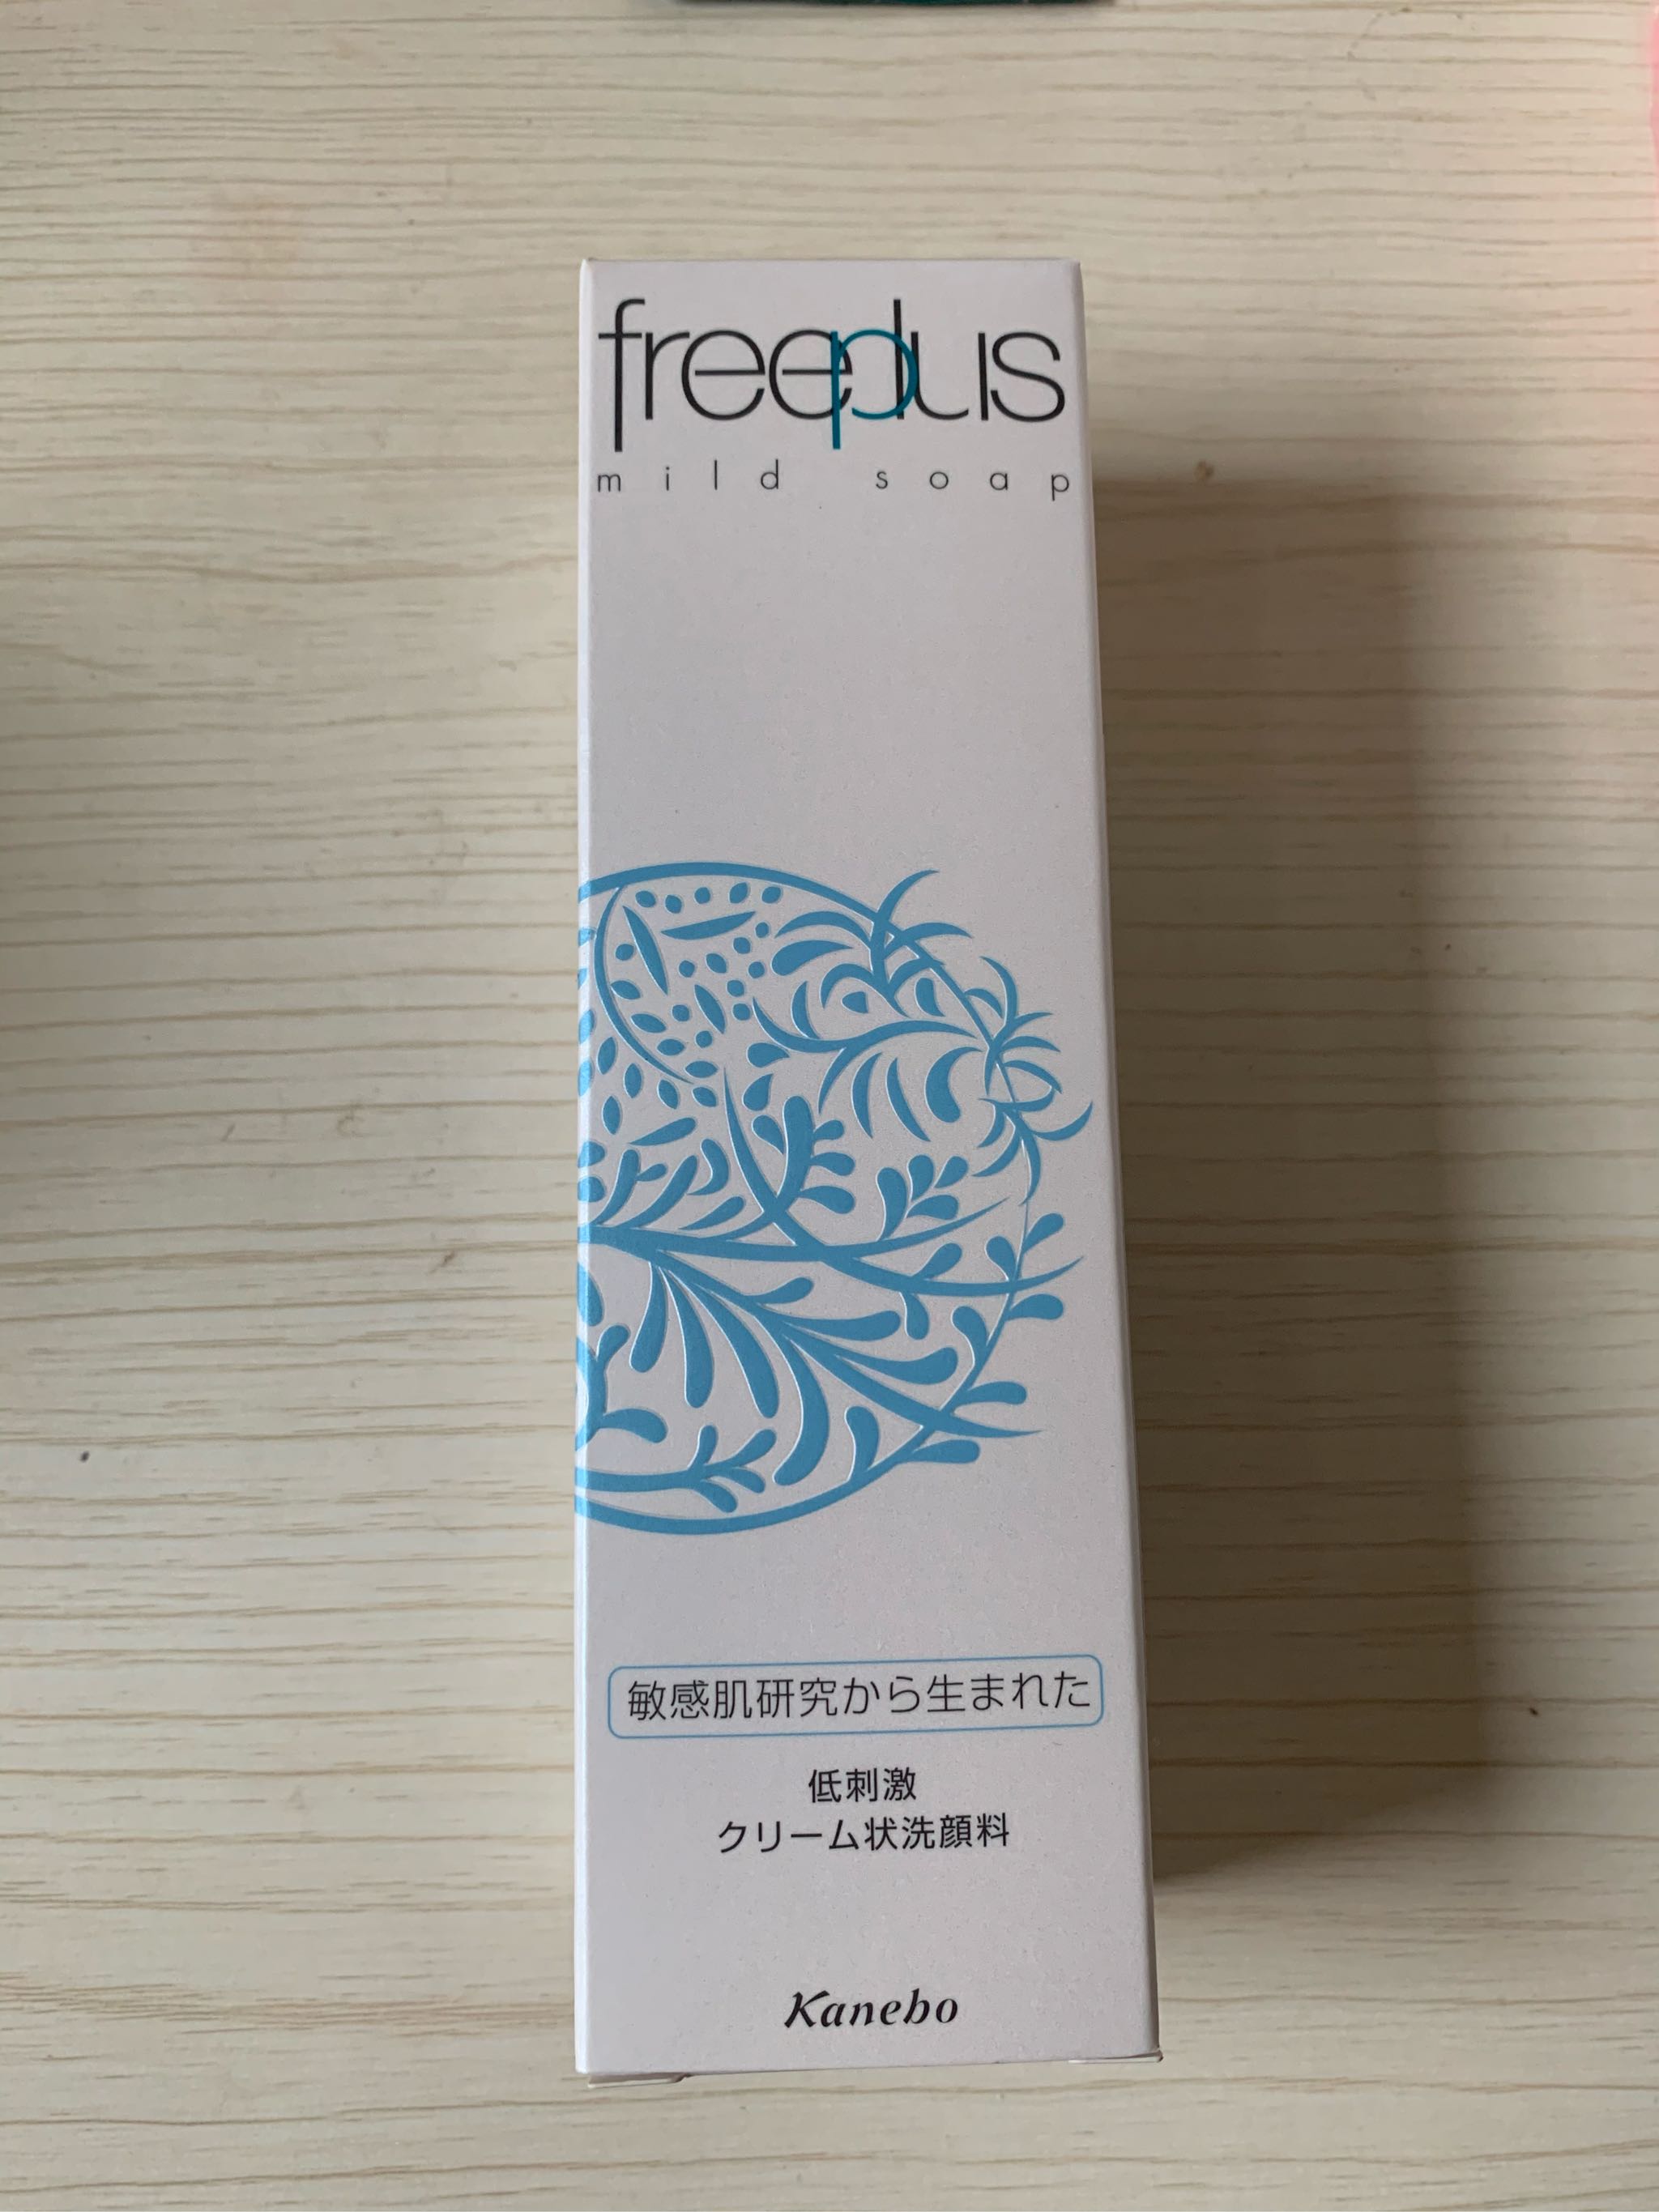 freeplus
mild soap
敏感肌研究から生まれた
低刺激
クリーム状洗顔料
Kanebo